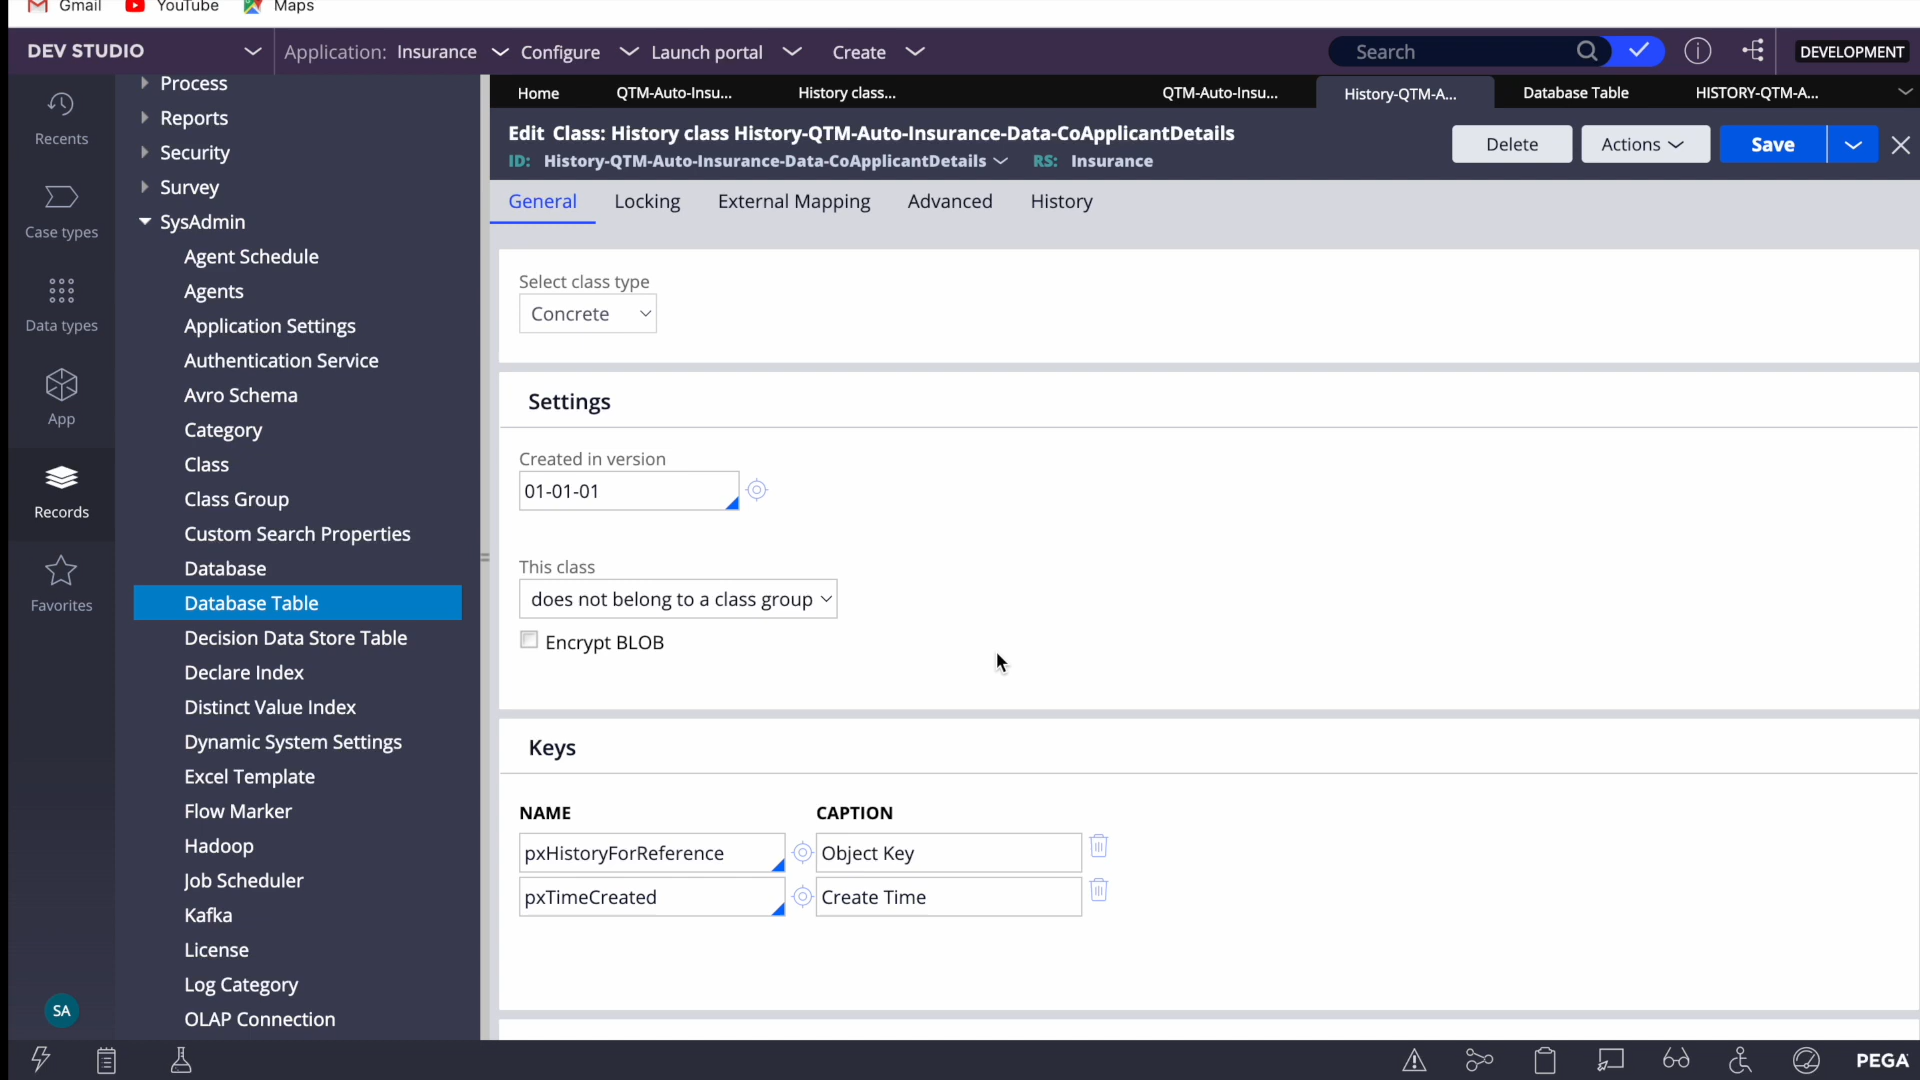 Gmail YouTube Maps
DEV STUDIO Application: Insurance Configure Launch portal Create Search DEVELOPMENT
Recents
Case types
Data types
App
Records
Favorites
SA
Process
Reports
Security
Survey
SysAdmin
Agent Schedule
Agents
Application Settings
Authentication Service
Avro Schema
Category
Class
Class Group
Custom Search Properties
Database
Database Table
Decision Data Store Table
Declare Index
Distinct Value Index
Dynamic System Settings
Excel Template
Flow Marker
Hadoop
Job Scheduler
Kafka
License
Log Category
OLAP Connection
Home QTM-Auto-Insu... History class... QTM-Auto-Insu... History-QTM-A... Database Table HISTORY-QTM-A...
Edit Class: History class History-QTM-Auto-Insurance-Data-CoApplicantDetails
ID: History-QTM-Auto-Insurance-Data-CoApplicantDetails RS: Insurance
Delete Actions Save
General Locking External Mapping Advanced History
Select class type
Concrete
Settings
Created in version
01-01-01
This class
does not belong to a class group
Encrypt BLOB
Keys
NAME CAPTION
pxHistoryForReference Object Key
pxTimeCreated Create Time
PEGA